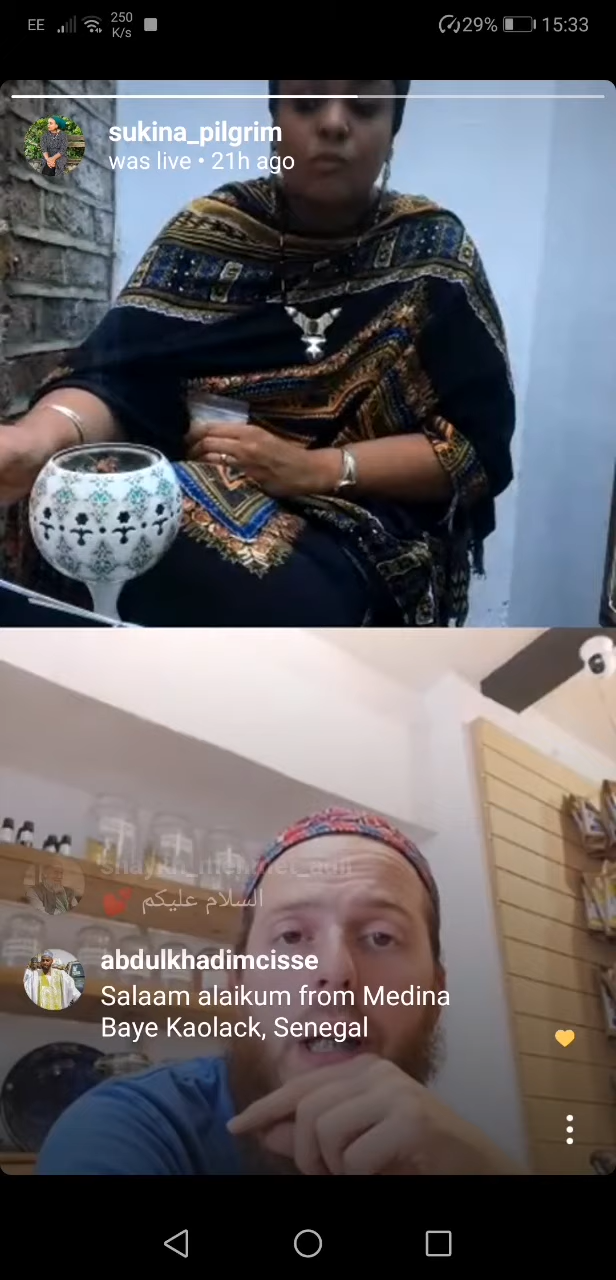 EE
250
K/s
29%
15:33
sukina_pilgrim
was live • 21h ago
السلام عليكم
abdulkhadimcisse
Salaam alaikum from Medina
Baye Kaolack, Senegal